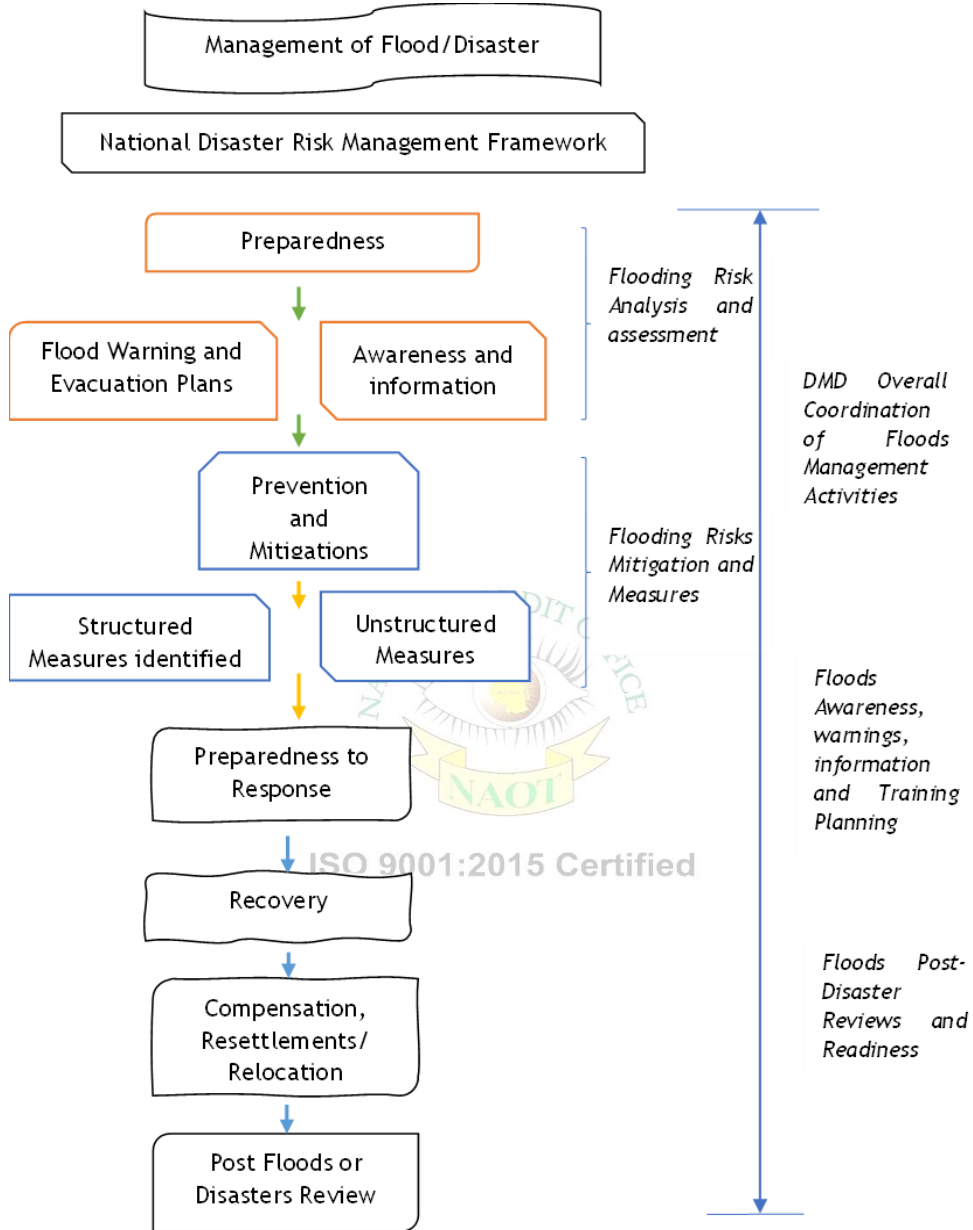 Management of Flood/Disaster
National Disaster Risk Management Framework
Preparedness
Flooding Risk
Analysis and
assessment
Flood Warning and
Evacuation Plans
Awareness and
information
DMD Overall
Coordination
of Floods
Management
Activities
Prevention
and
Mitigations
Flooding Risks
Mitigation and
Measures
Structured
Measures identified
Unstructured
Measures
Floods
Awareness,
warnings,
information
and Training
Planning
Preparedness to
Response
NAOT
ISO 9001:2015 Certified
Recovery
Floods Post-
Disaster
Reviews and
Readiness
Compensation,
Resettlements/
Relocation
Post Floods or
Disasters Review